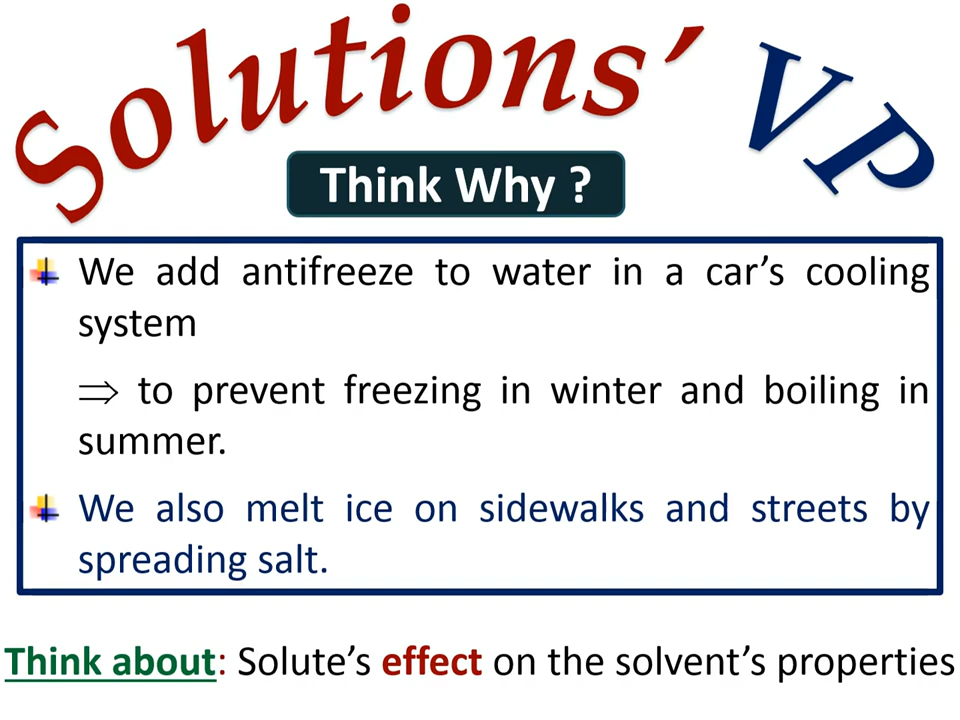 Solutions’ VP
Think Why ?
We add antifreeze to water in a car’s cooling
system
⇒ to prevent freezing in winter and boiling in
summer.
We also melt ice on sidewalks and streets by
spreading salt.
Think about: Solute’s effect on the solvent’s properties